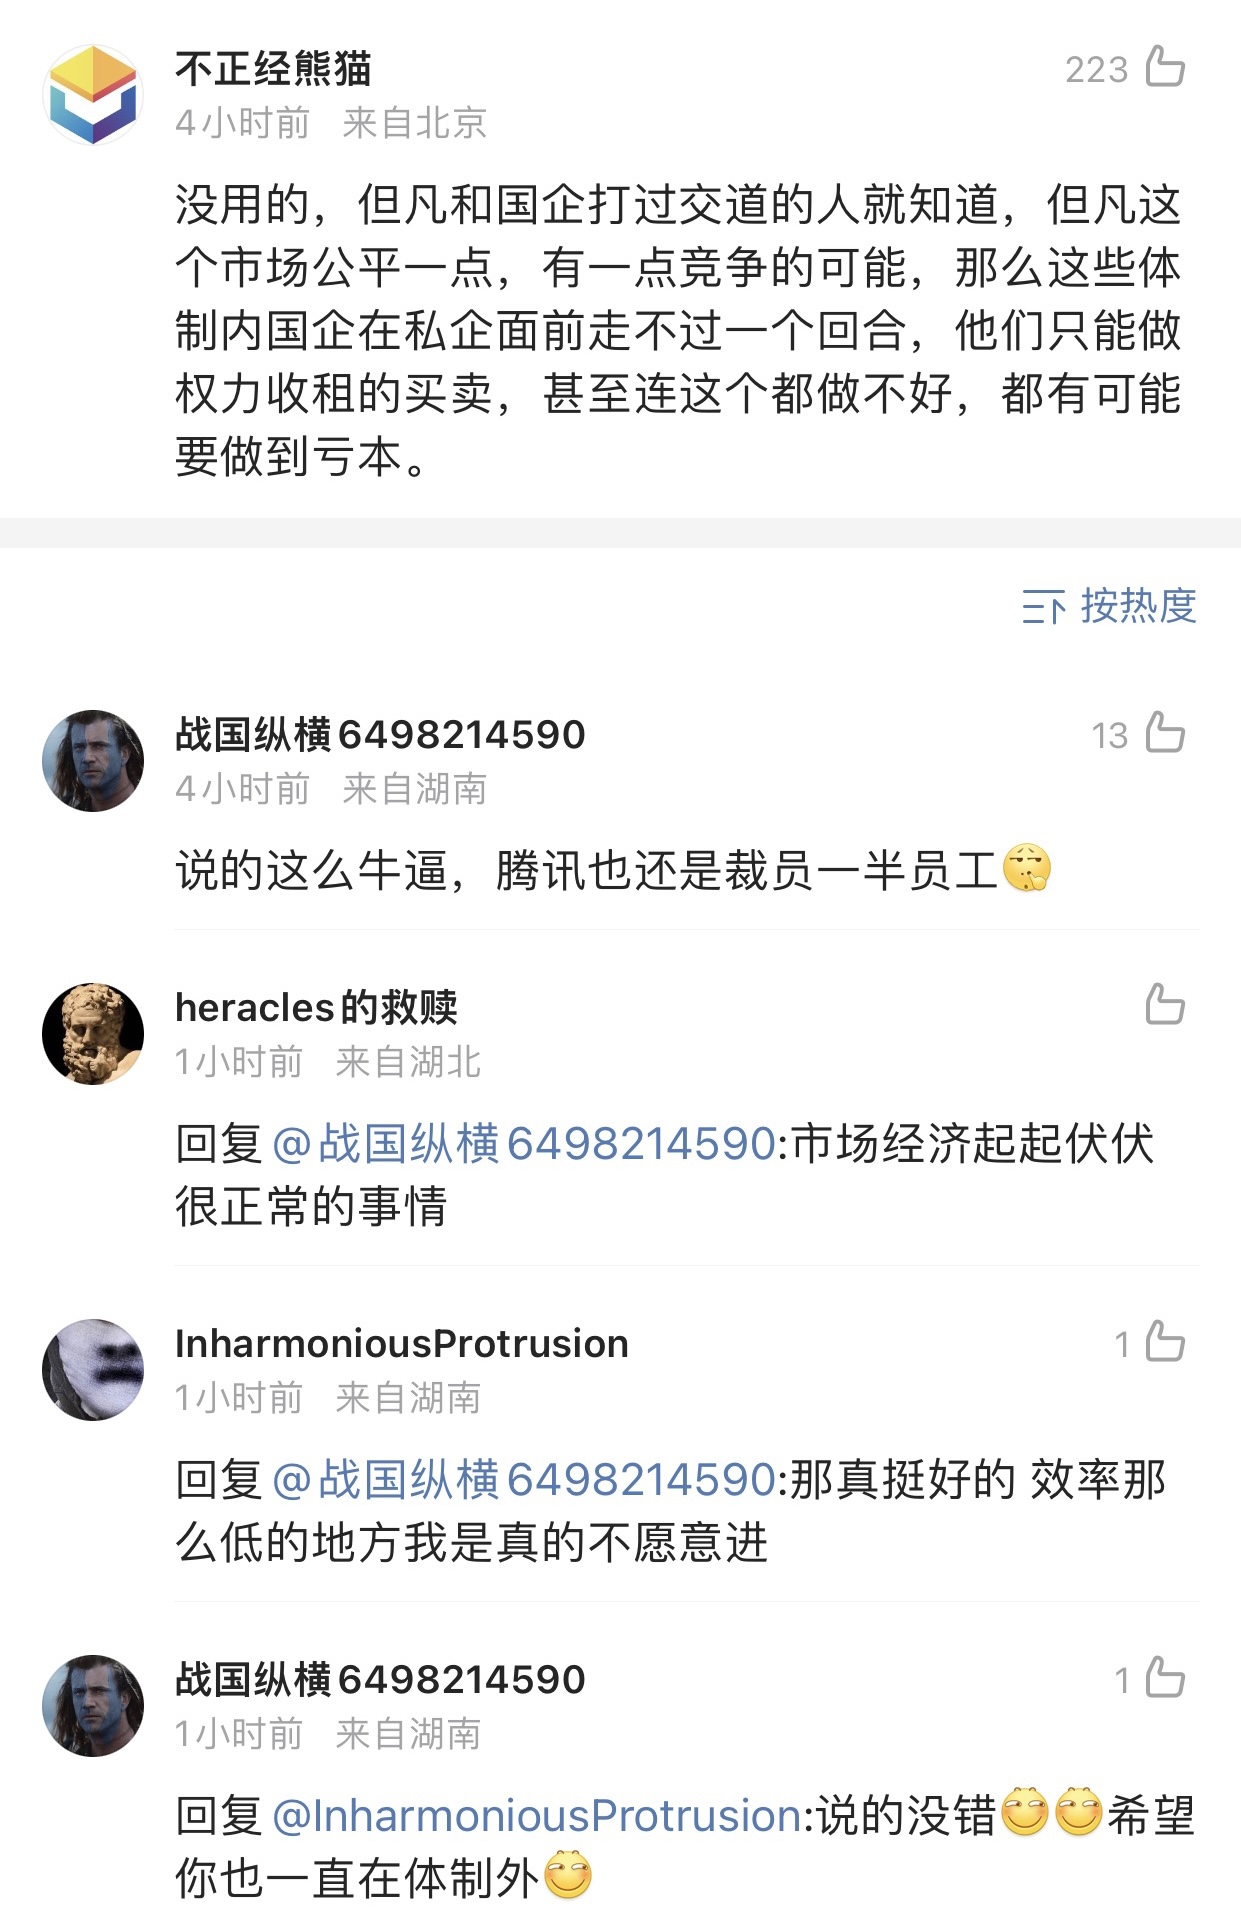 不正经熊猫
223
4小时前 来自北京
没用的，但凡和国企打过交道的人就知道，但凡这
个市场公平一点，有一点竞争的可能，那么这些体
制内国企在私企面前走不过一个回合，他们只能做
权力收租的买卖，甚至连这个都做不好，都有可能
要做到亏本。
按热度
战国纵横6498214590
13
4小时前 来自湖南
说的这么牛逼，腾讯也还是裁员一半员工
heracles的救赎
1小时前 来自湖北
回复@战国纵横6498214590:市场经济起起伏伏
很正常的事情
InharmoniousProtrusion
1
1小时前 来自湖南
回复@战国纵横6498214590:那真挺好的 效率那
么低的地方我是真的不愿意进
战国纵横6498214590
1
1小时前 来自湖南
回复@InharmoniousProtrusion:说的没错希望
你也一直在体制外